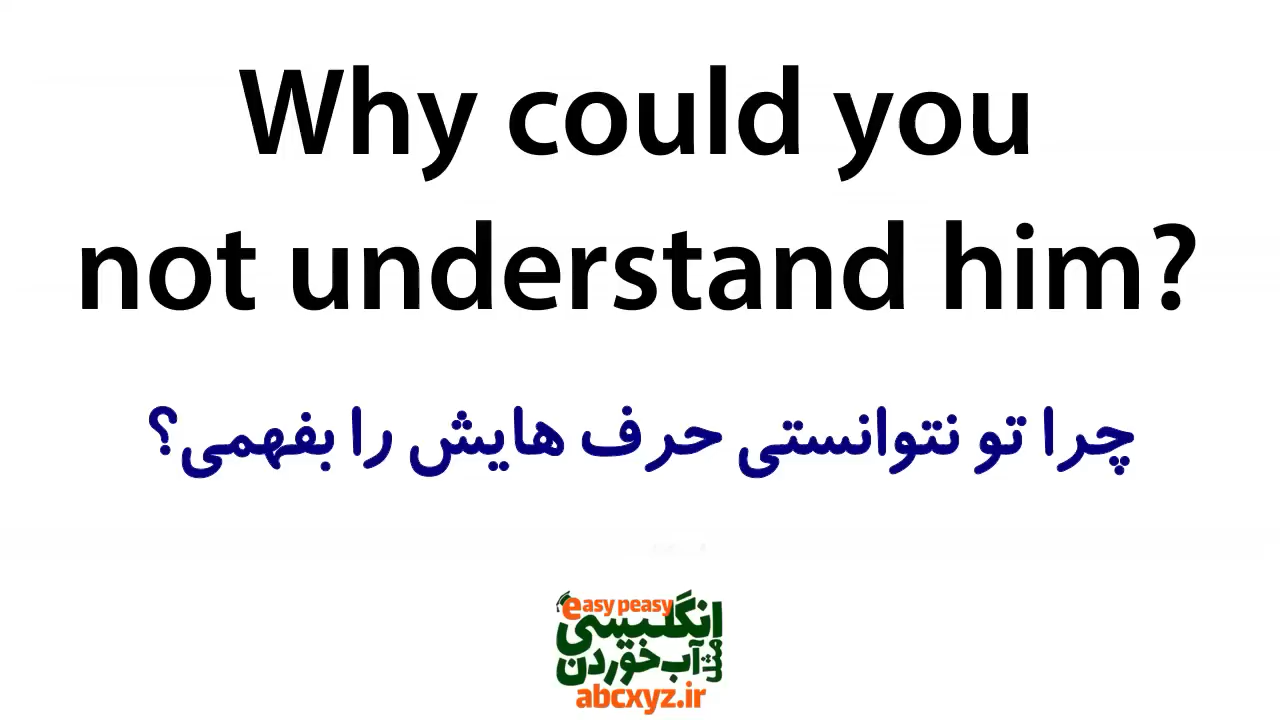 Why could you
not understand him?
چرا تو نتوانستی حرف هایش را بفهمی؟
easy peasy
انگلیسی
مثل آب خوردن
abcxyz.ir